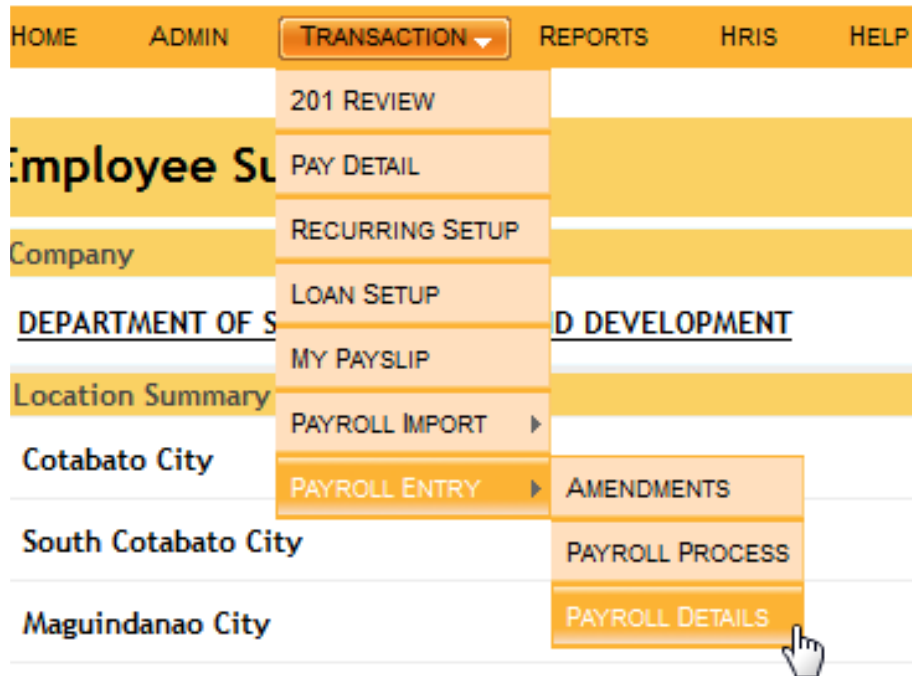 HOME ADMIN TRANSACTION REPORTS HRIS HELP
201 REVIEW
Employee Su
PAY DETAIL
RECURRING SETUP
Company
LOAN SETUP
DEPARTMENT OF S D DEVELOPMENT
MY PAYSLIP
Location Summary
PAYROLL IMPORT
Cotabato City
PAYROLL ENTRY AMENDMENTS
South Cotabato City
PAYROLL PROCESS
Maguindanao City
PAYROLL DETAILS